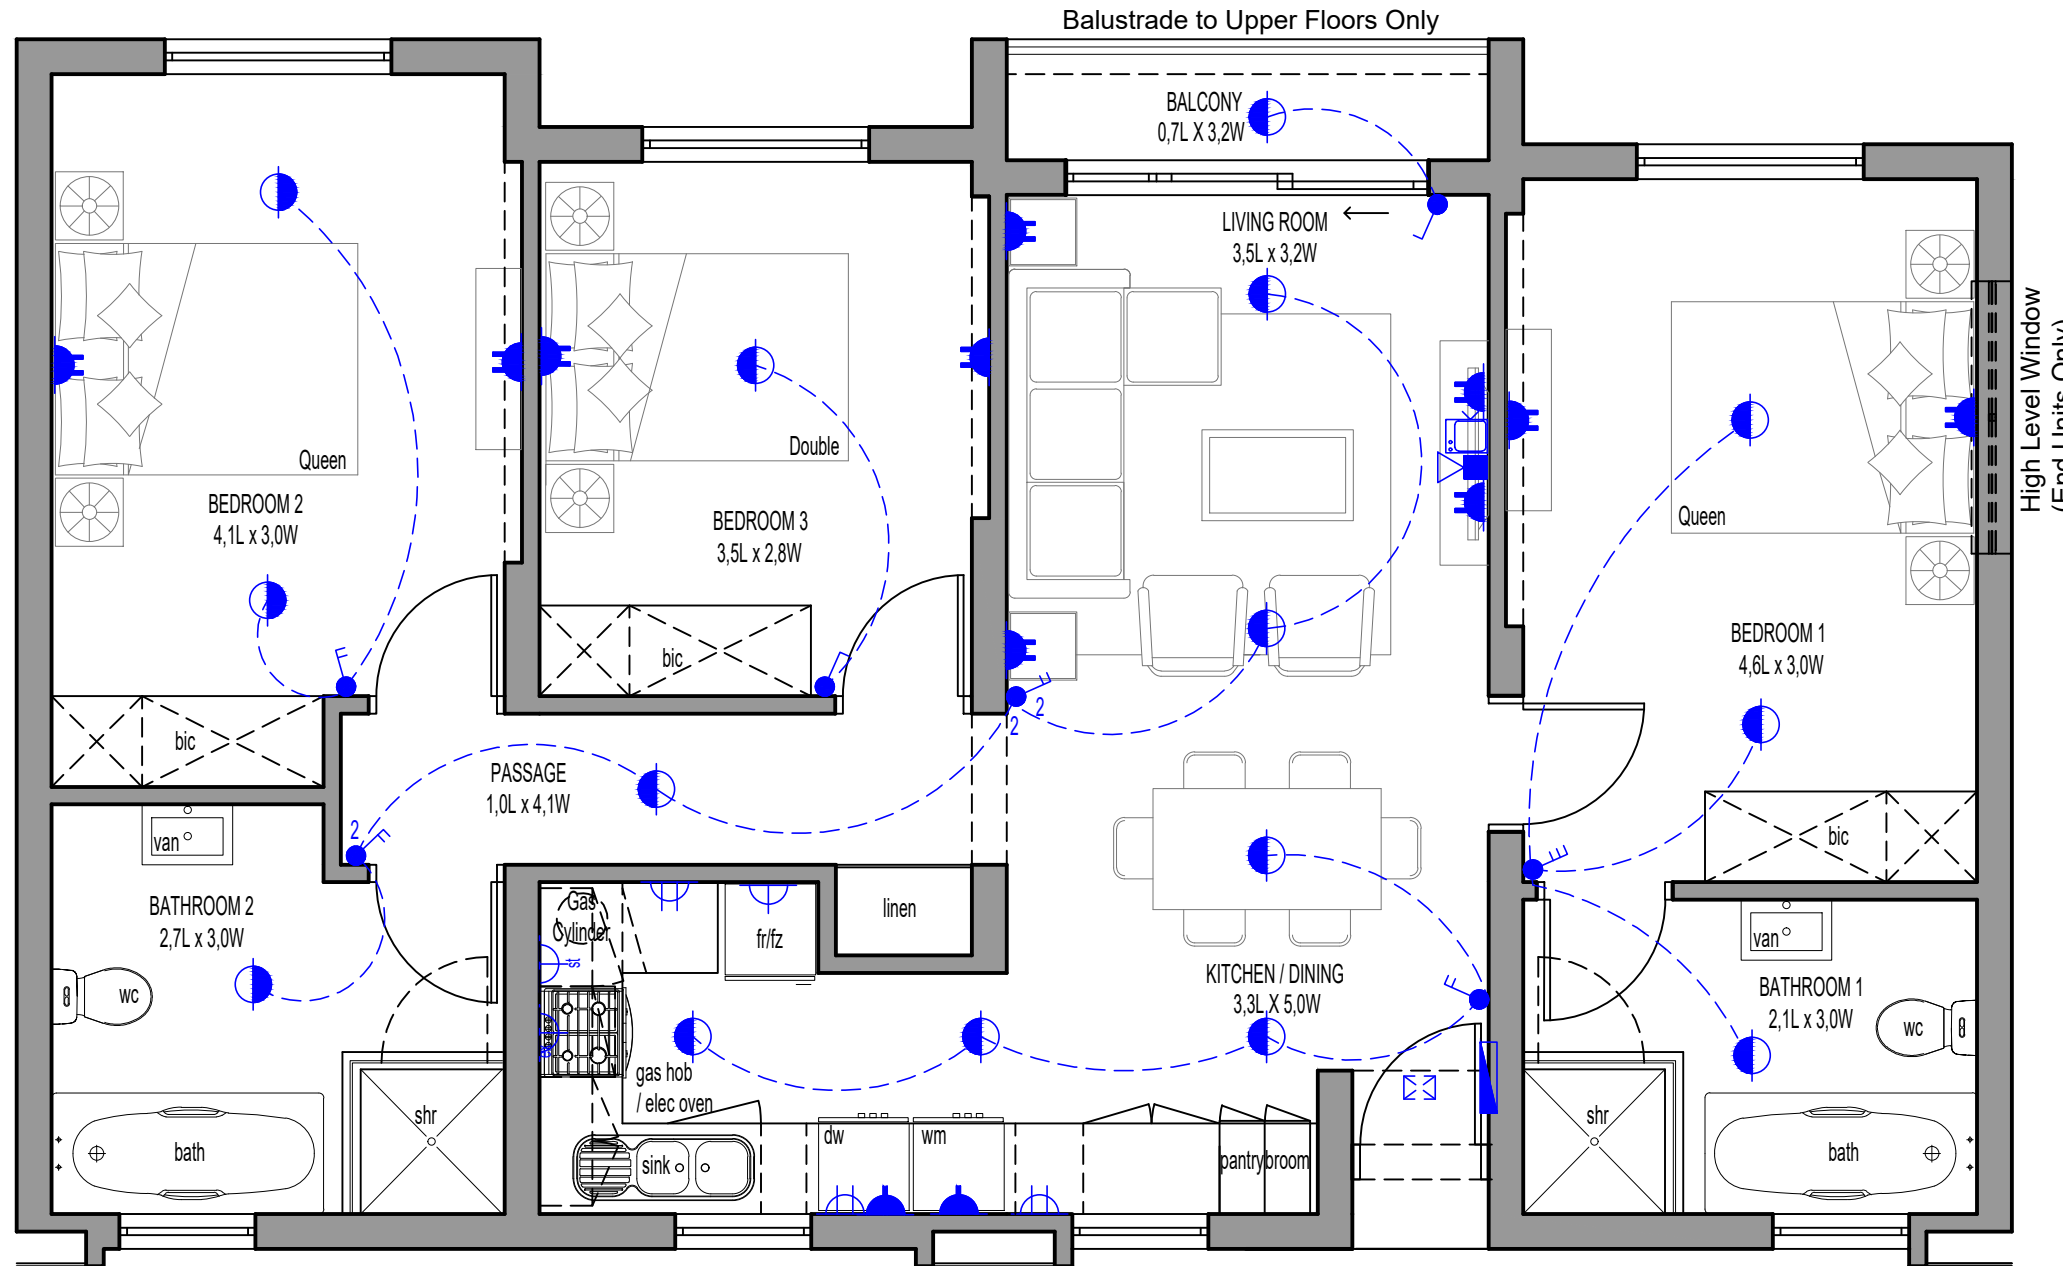 Balustrade to Upper Floors Only
BALCONY
0,7L X 3,2W
LIVING ROOM
3,5L x 3,2W
High Level Window
(End Units Only)
Queen
BEDROOM 2
4,1L x 3,0W
Double
BEDROOM 3
3,5L x 2,8W
Queen
BEDROOM 1
4,6L x 3,0W
bic
bic
bic
2
2
2
PASSAGE
1,0L x 4,1W
van
BATHROOM 2
2,7L x 3,0W
wc
bath
shr
Gas
Cylinder
st
fr/fz
linen
KITCHEN / DINING
3,3L X 5,0W
gas hob
/ elec oven
sink
dw
wm
pantry
broom
van
BATHROOM 1
2,1L x 3,0W
wc
shr
bath